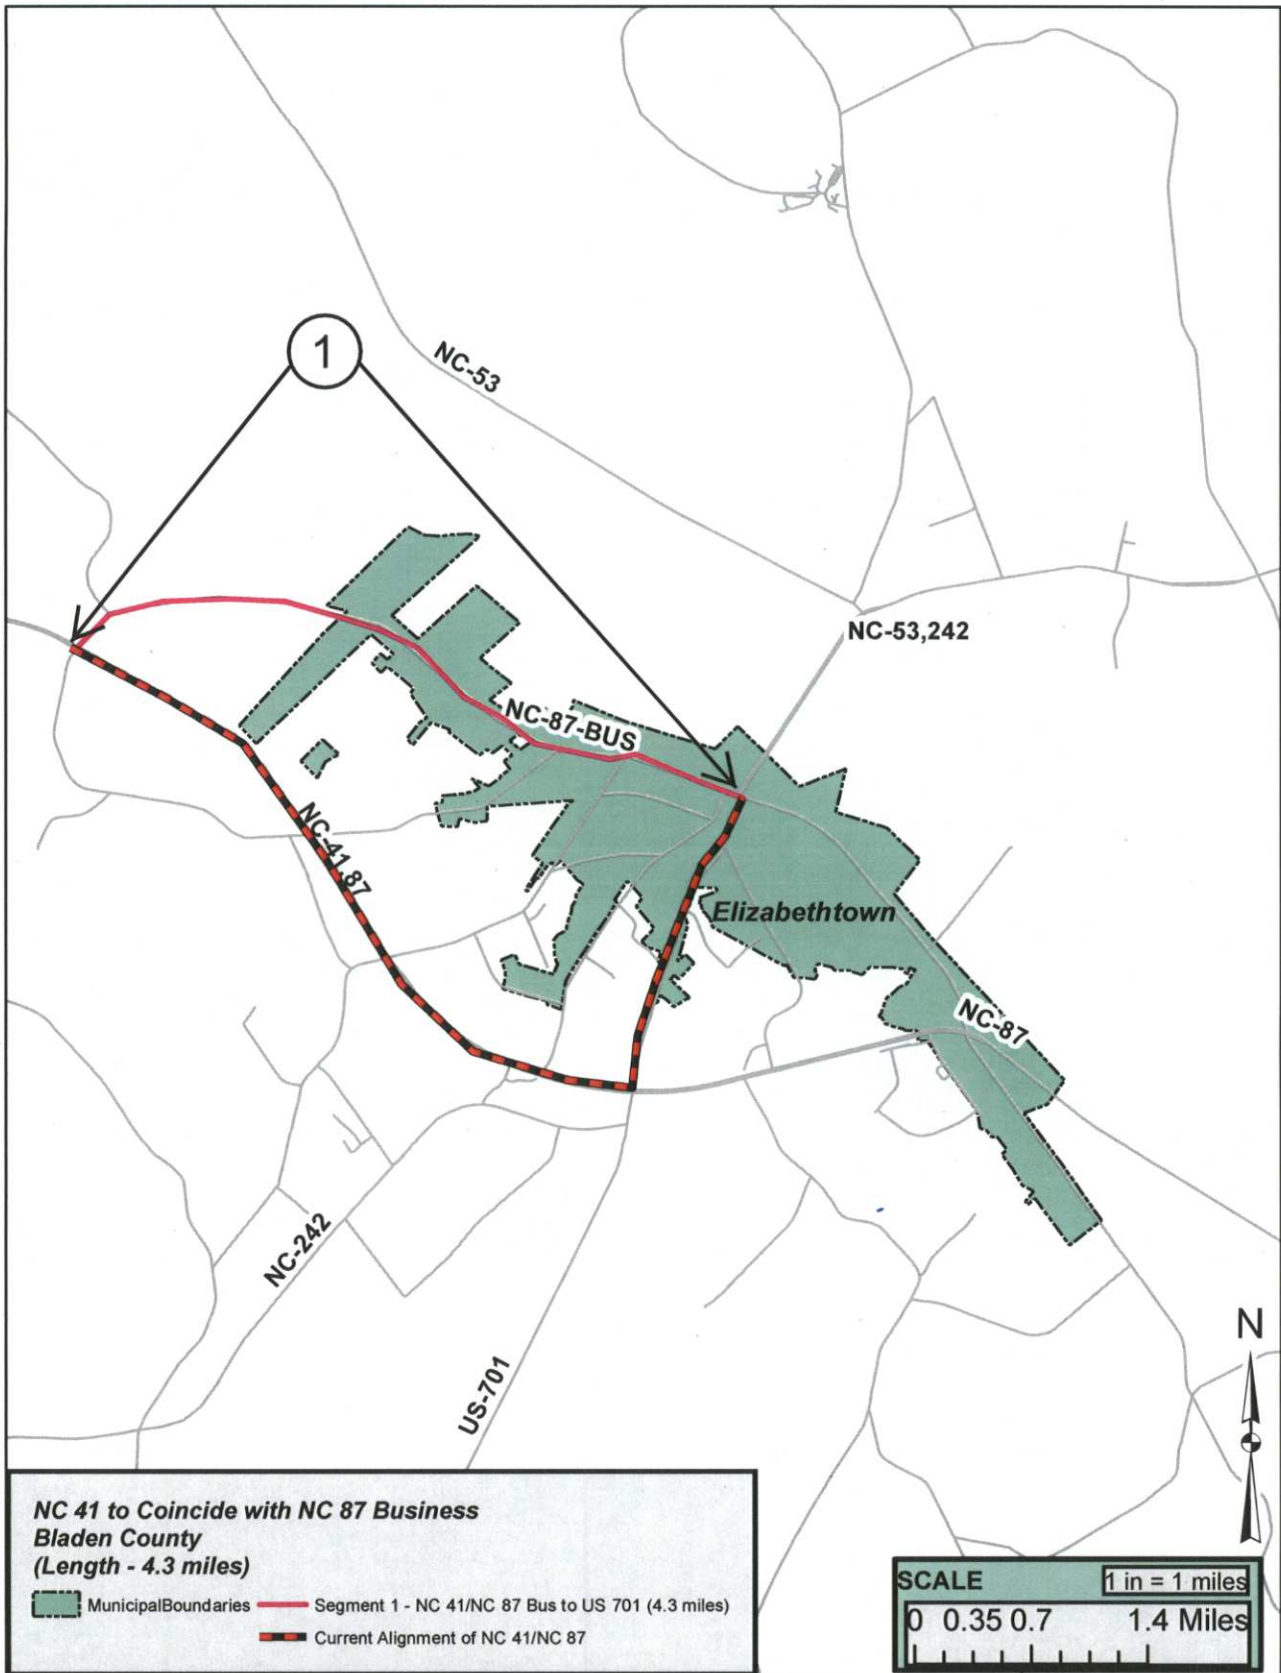 1
NC-53
NC-53,242
NC-87-BUS
NC-41,87
Elizabethtown
NC-87
NC-242
US-701
N
NC 41 to Coincide with NC 87 Business
Bladen County
(Length - 4.3 miles)
MunicipalBoundaries
Segment 1 - NC 41/NC 87 Bus to US 701 (4.3 miles)
Current Alignment of NC 41/NC 87
SCALE
1 in = 1 miles
0 0.35 0.7 1.4 Miles